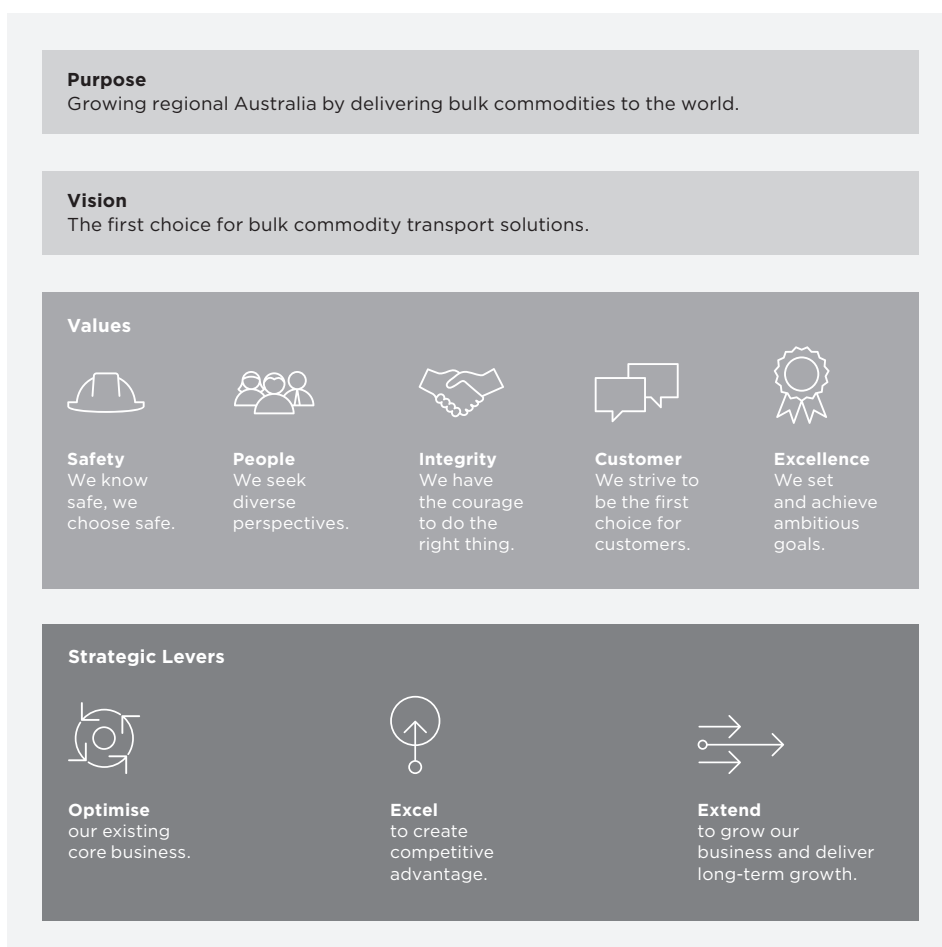 Purpose
Growing regional Australia by delivering bulk commodities to the world.
Vision
The first choice for bulk commodity transport solutions.
Values
Safety
We know
safe, we
choose safe.
People
We seek
diverse
perspectives.
Integrity
We have
the courage
to do the
right thing.
Customer
We strive to
be the first
choice for
customers.
Excellence
We set
and achieve
ambitious
goals.
Strategic Levers
Optimise
our existing
core business.
Excel
to create
competitive
advantage.
Extend
to grow our
business and deliver
long-term growth.